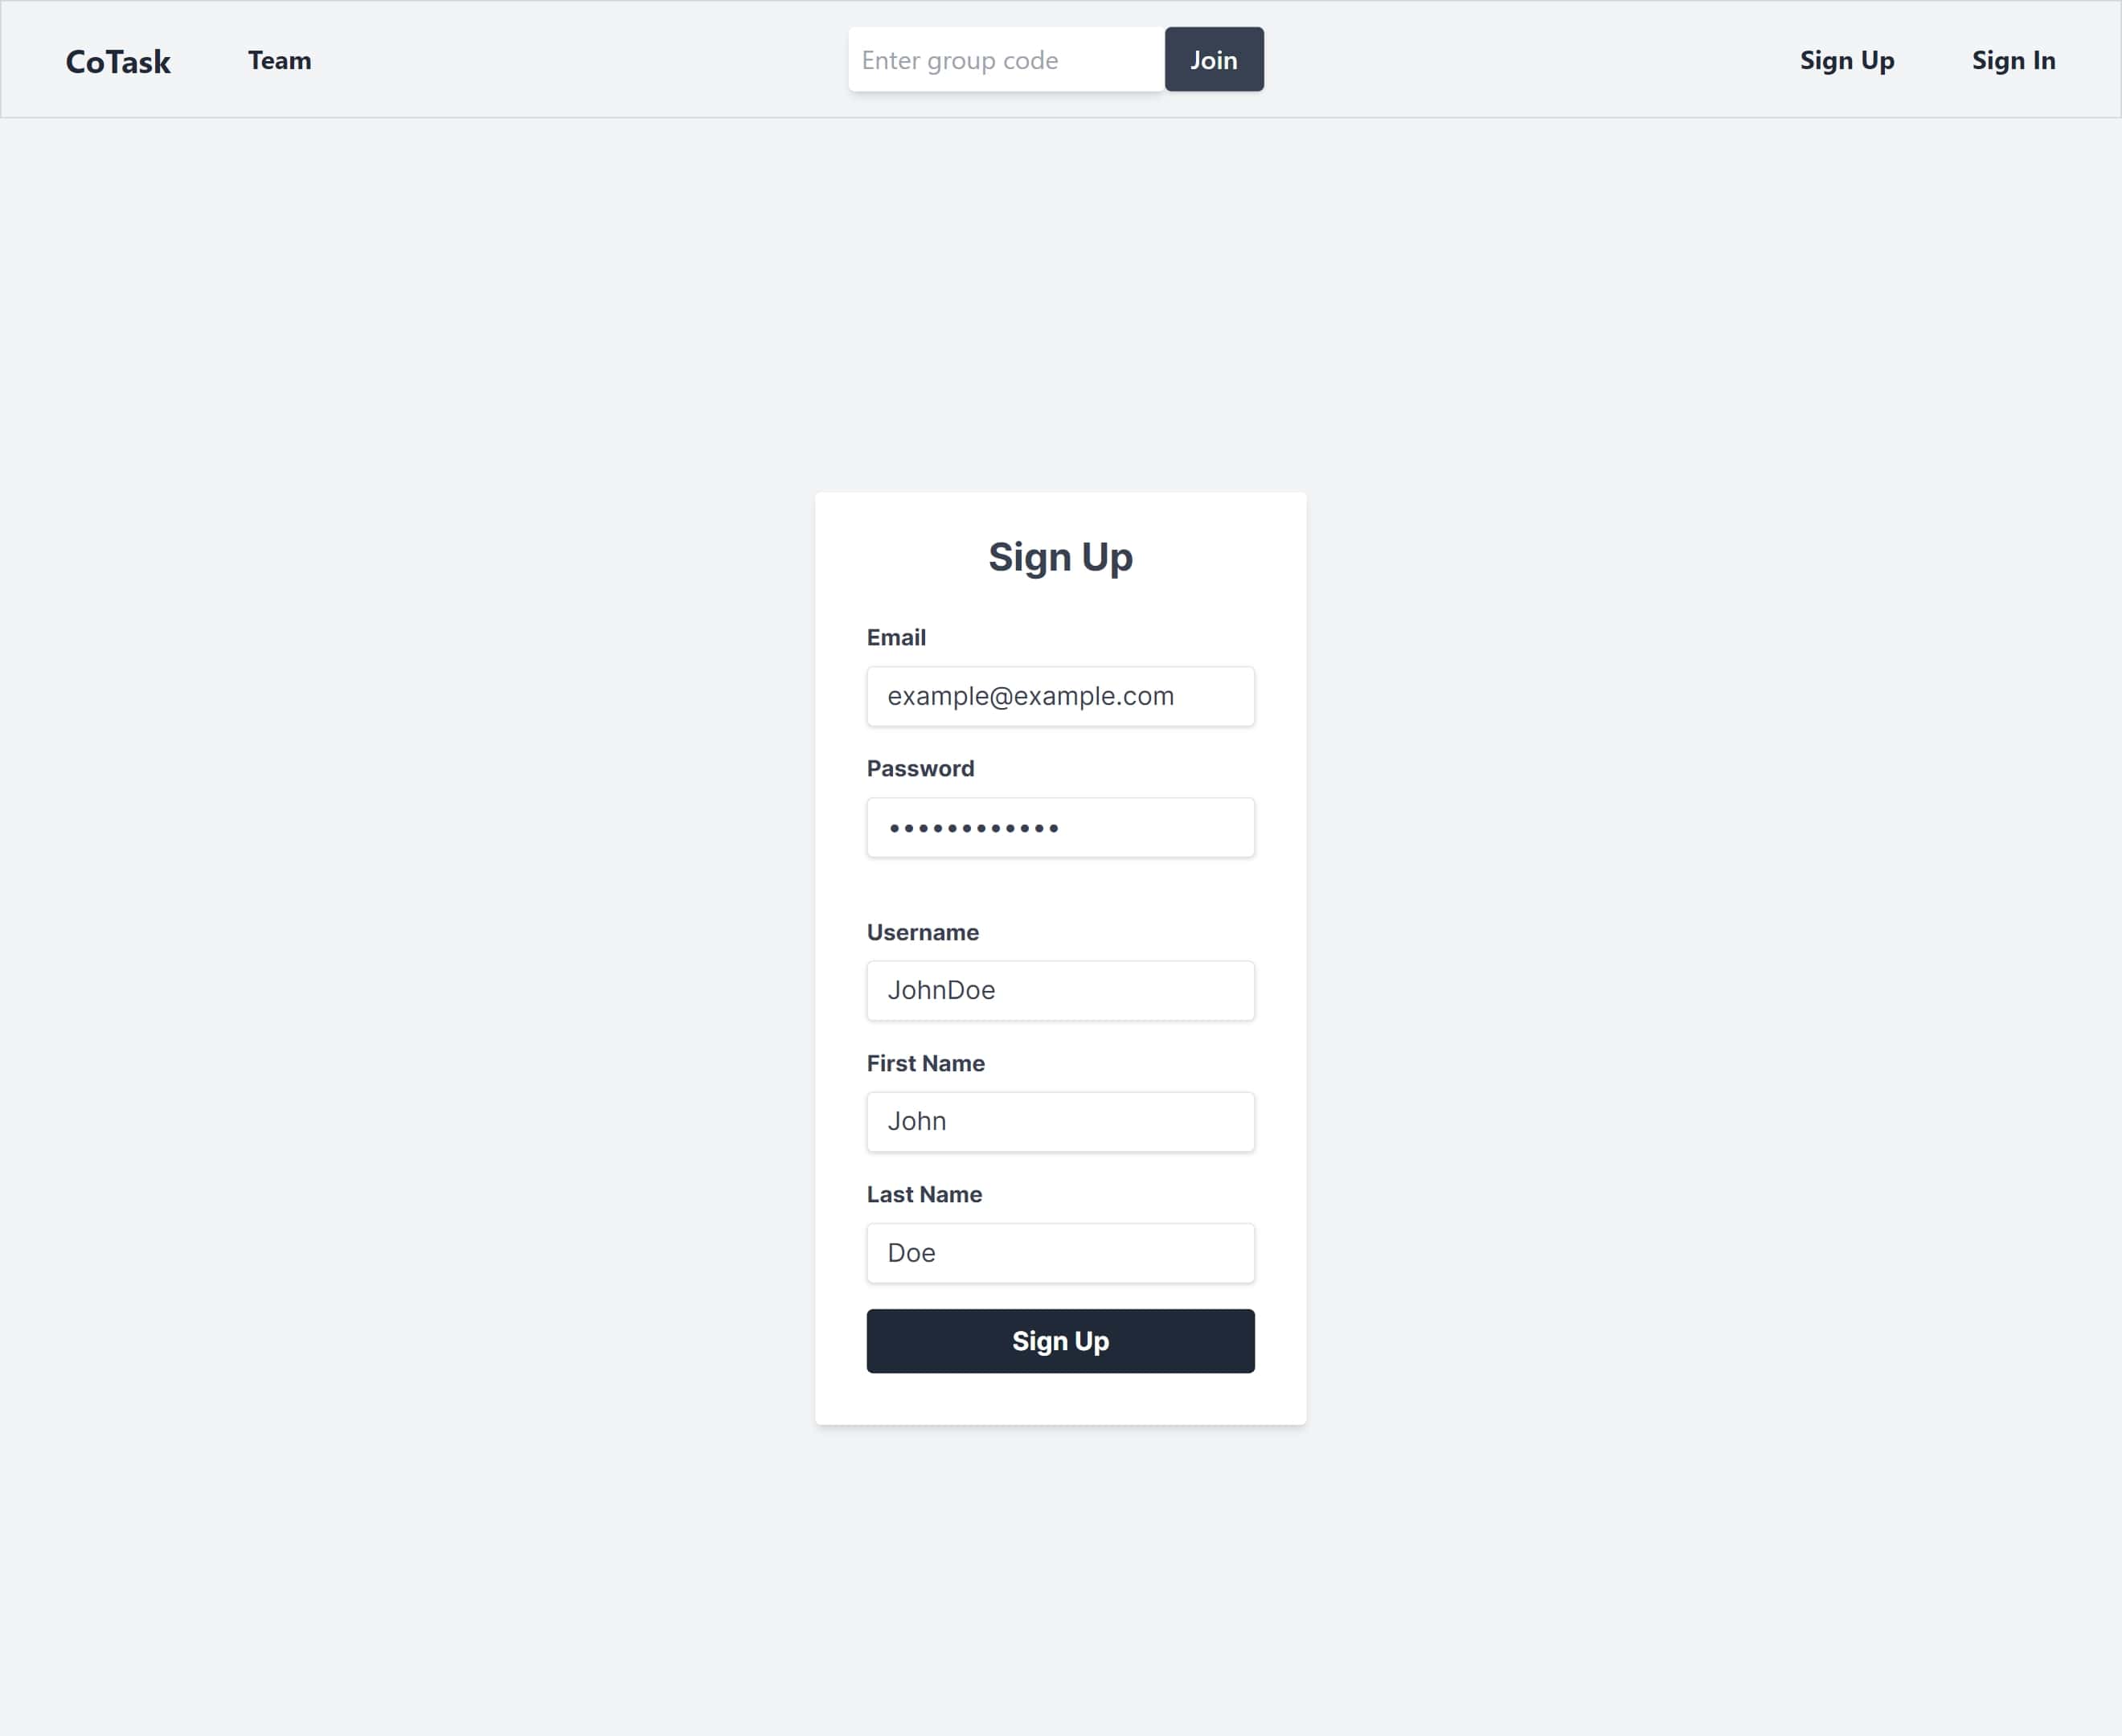 CoTask Team Enter group code Join Sign Up Sign In
Sign Up
Email
example@example.com
Password
••••••••••••
Username
JohnDoe
First Name
John
Last Name
Doe
Sign Up